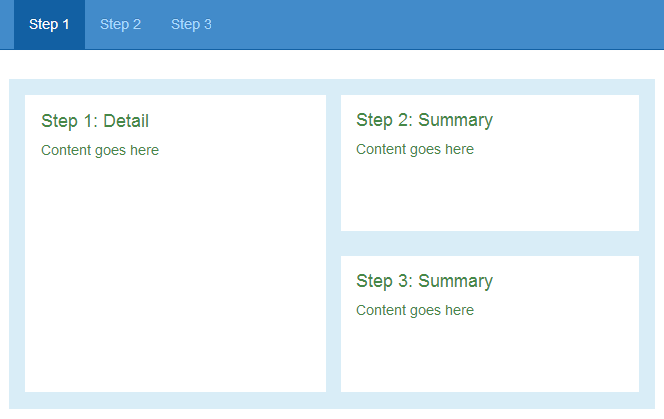 Step 1 Step 2 Step 3
Step 1: Detail
Content goes here
Step 2: Summary
Content goes here
Step 3: Summary
Content goes here